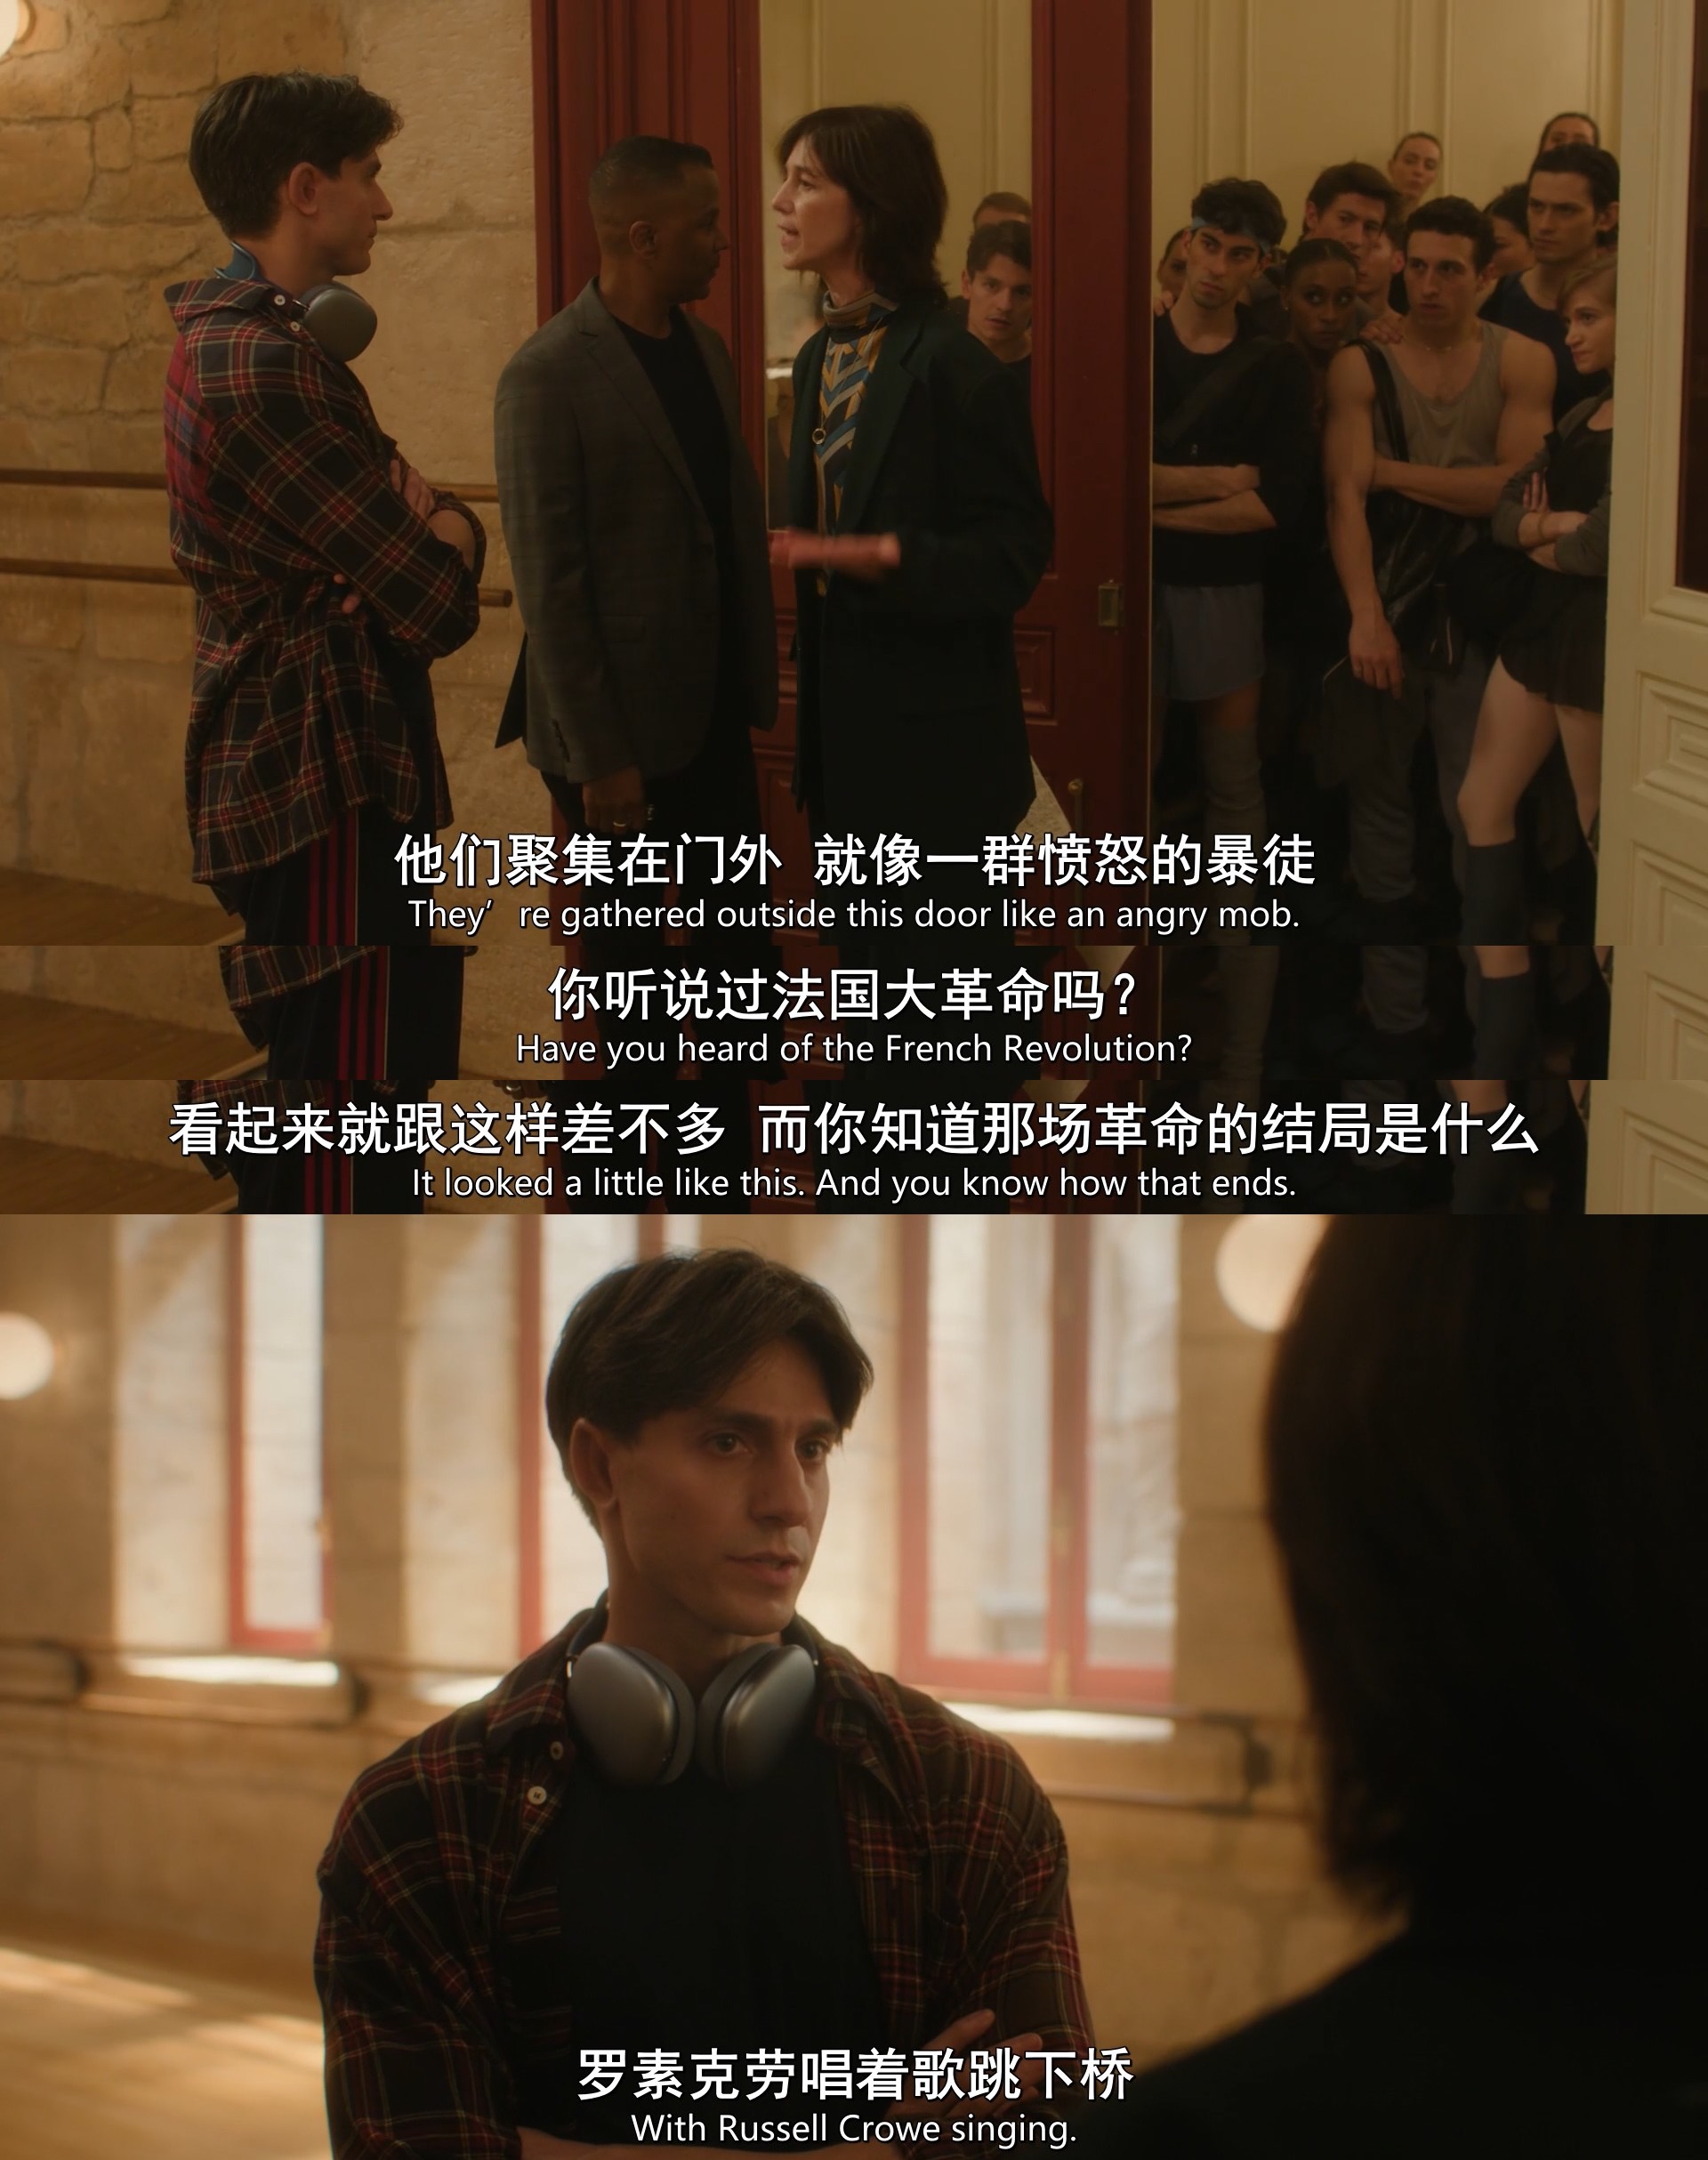 他们聚集在门外 就像一群愤怒的暴徒
They're gathered outside this door like an angry mob.
你听说过法国大革命吗?
Have you heard of the French Revolution?
看起来就跟这样差不多 而你知道那场革命的结局是什么
It looked a little like this. And you know how that ends.
罗素克劳唱着歌跳下桥
With Russell Crowe singing.